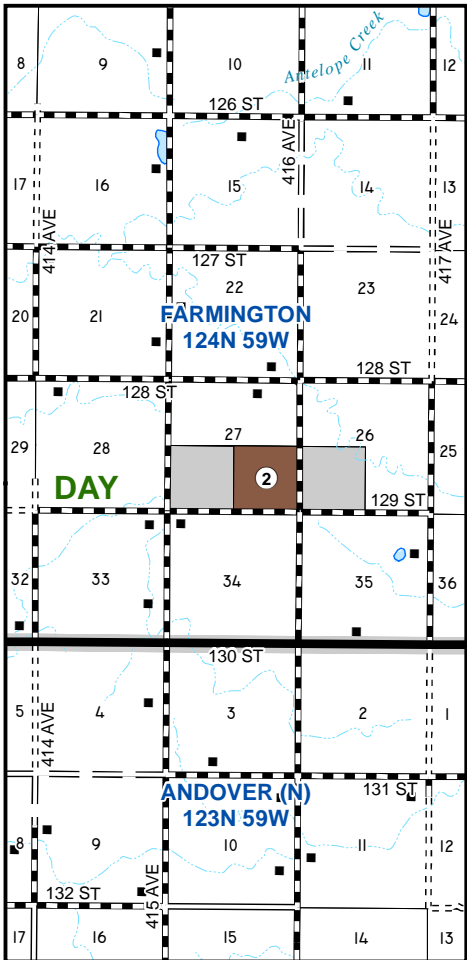 8 9 10 11 12
Antelope Creek
126 ST
416 AVE
17 16 15 14 13
414 AVE
417 AVE
127 ST
22 23
20 21 24
FARMINGTON
124N 59W
128 ST
128 ST
27 26
29 28 25
2
DAY
129 ST
32 33 34 35 36
130 ST
5 4 3 2 1
414 AVE
131 ST
ANDOVER (N)
123N 59W
8 9 10 11 12
415 AVE
132 ST
17 16 15 14 13